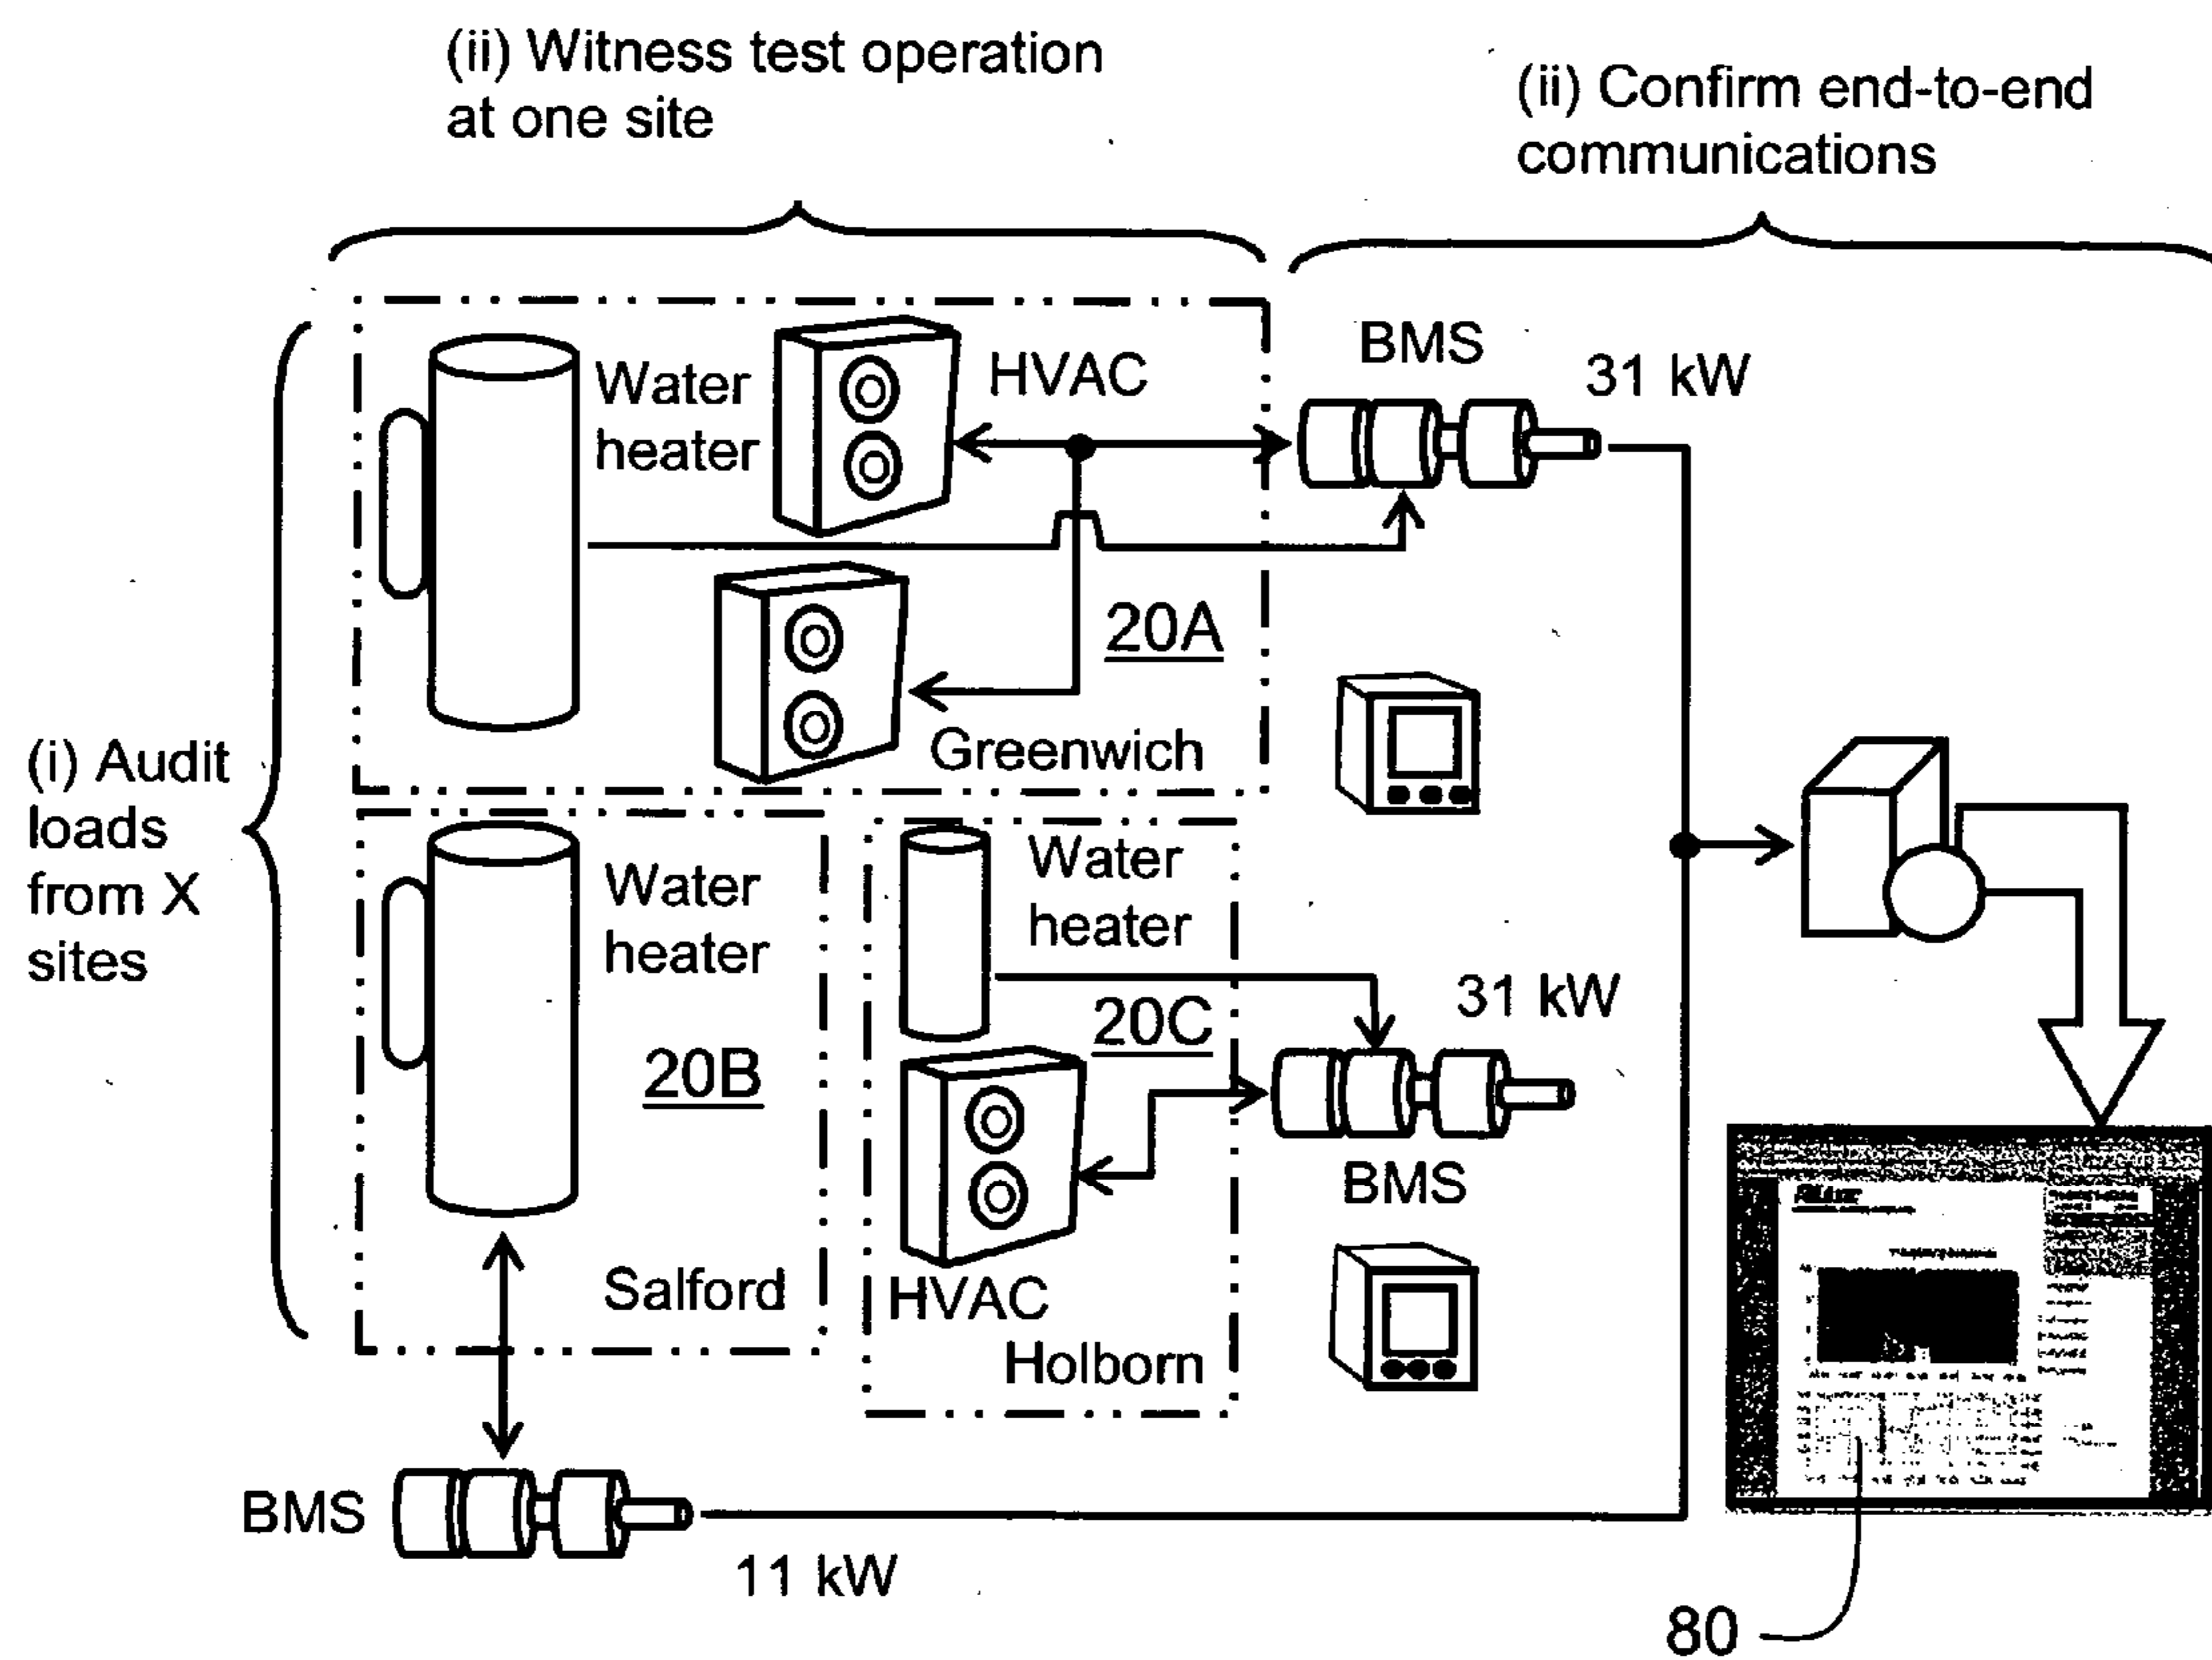 (ii) Witness test operation
at one site
(ii) Confirm end-to-end
communications
BMS
31 kW
Water
heater
HVAC
20A
Greenwich
(i) Audit
loads
from X
sites
Water
heater
20B
Salford
Water
heater
20C
31 kW
BMS
HVAC
Holborn
BMS
11 kW
80